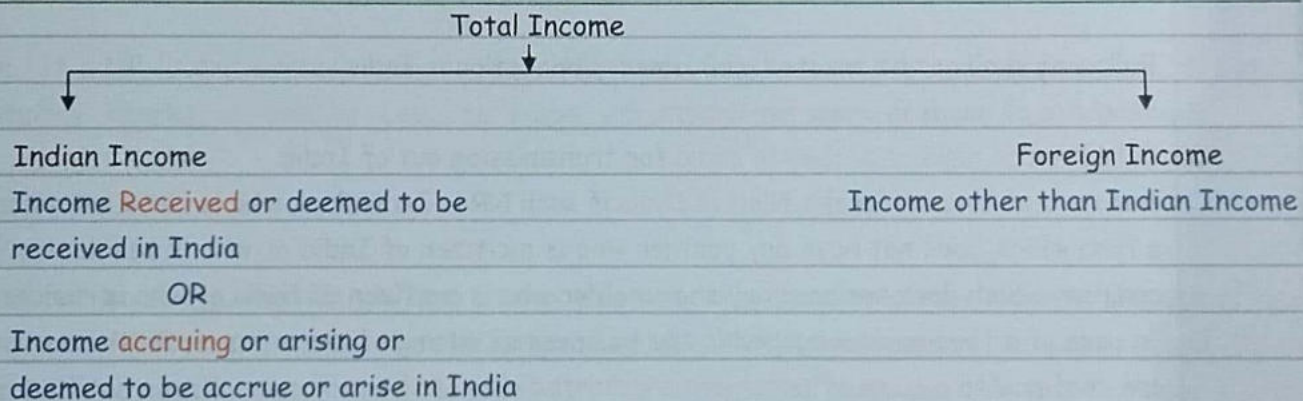 Total Income
Indian Income
Income Received or deemed to be
received in India
OR
Income accruing or arising or
deemed to be accrue or arise in India
Foreign Income
Income other than Indian Income